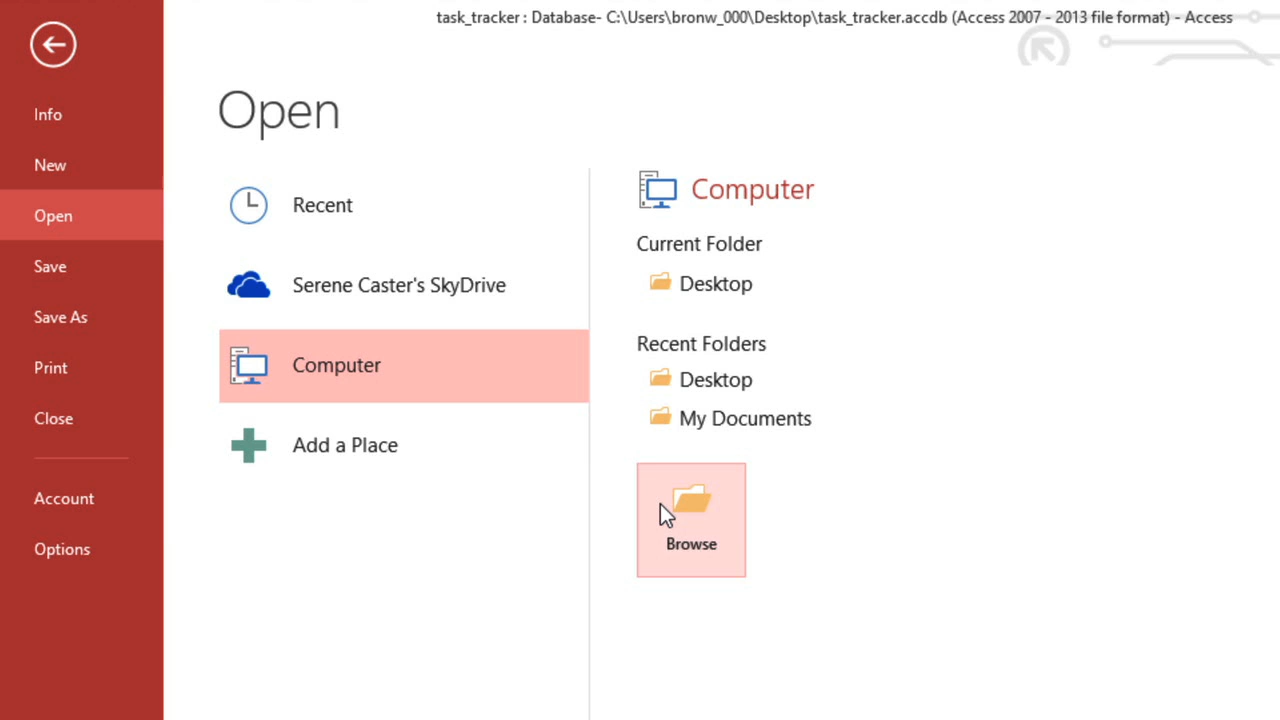 task_tracker : Database- C:\Users\bronw_000\Desktop\task_tracker.accdb (Access 2007 - 2013 file format) - Access
Info
New
Open
Save
Save As
Print
Close
Account
Options
Open
Recent
Serene Caster's SkyDrive
Computer
Add a Place
Computer
Current Folder
Desktop
Recent Folders
Desktop
My Documents
Browse